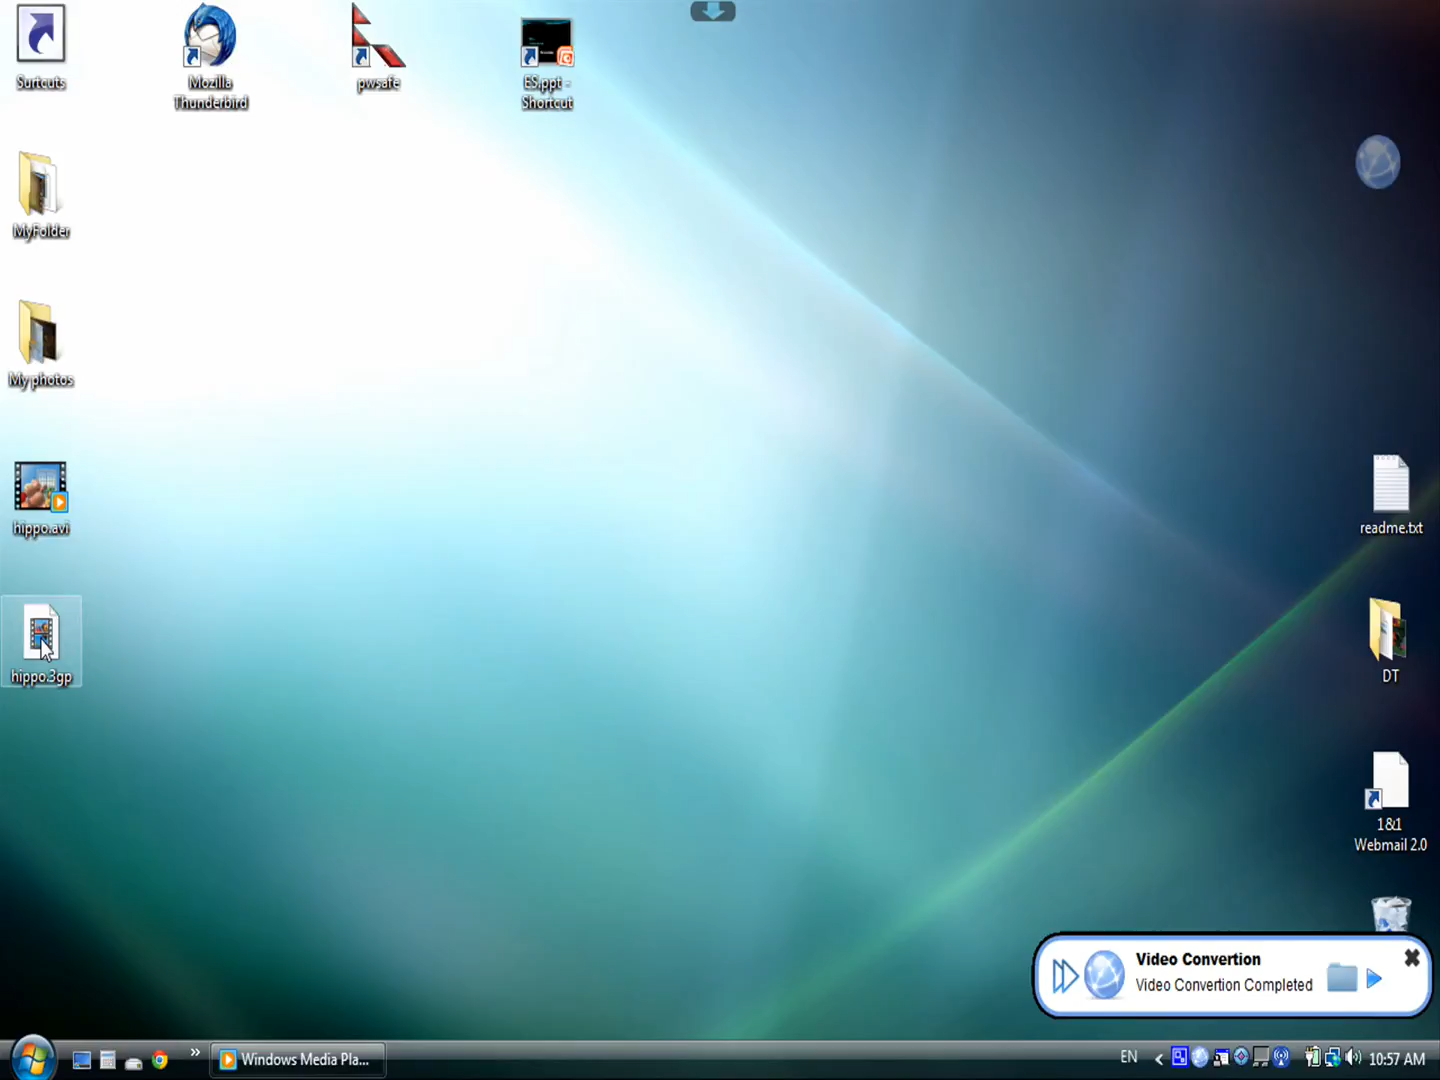 Surtcuts
Mozilla
Thunderbird
pwsafe
ES.ppt -
Shortcut
MyFolder
My photos
hippo.avi
hippo.3gp
readme.txt
DT
1&1
Webmail 2.0
Video Convertion
Video Convertion Completed
Windows Media Pla...
EN
10:57 AM